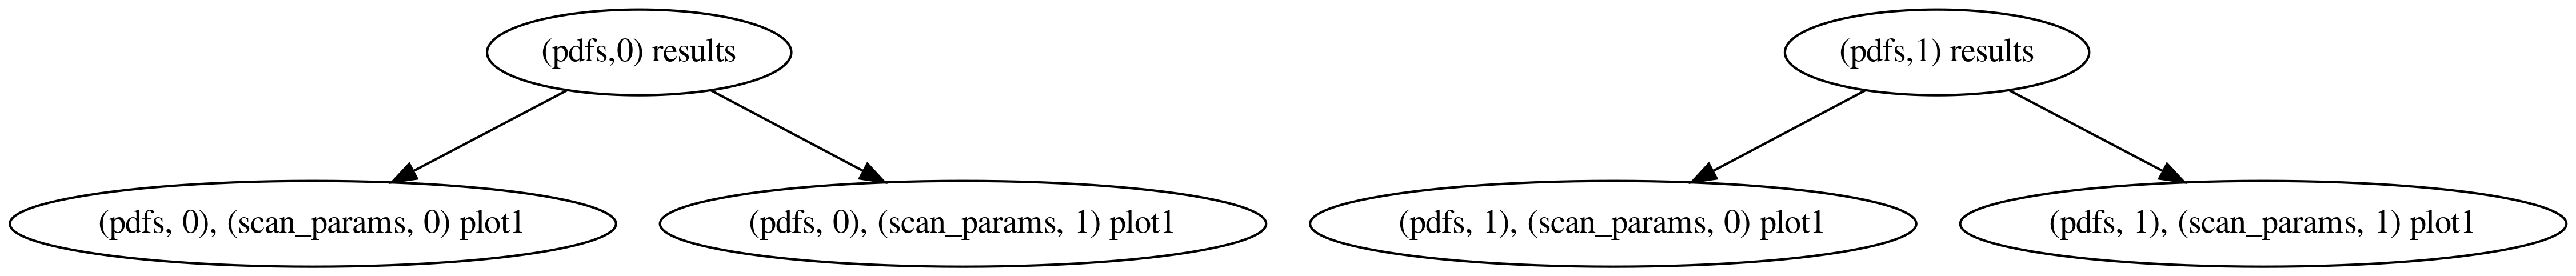 (pdfs,0) results
(pdfs,1) results
(pdfs, 0), (scan_params, 0) plot1
(pdfs, 0), (scan_params, 1) plot1
(pdfs, 1), (scan_params, 0) plot1
(pdfs, 1), (scan_params, 1) plot1